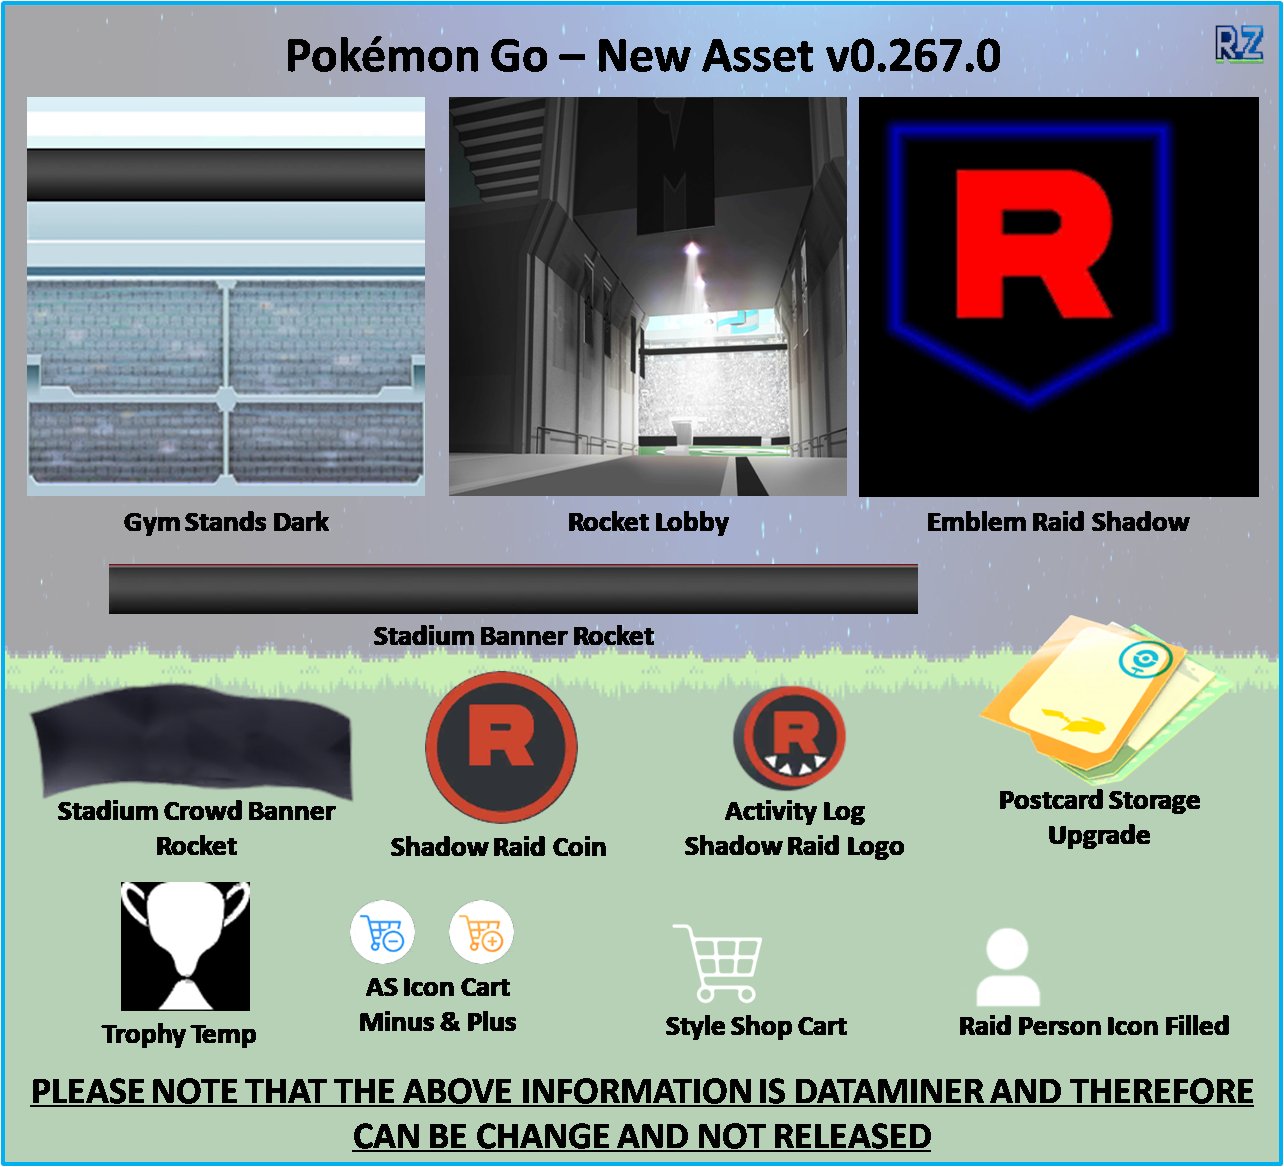 Pokémon Go – New Asset v0.267.0
RZ
R
Gym Stands Dark
Rocket Lobby
Emblem Raid Shadow
Stadium Banner Rocket
R
R
Stadium Crowd Banner
Rocket
Shadow Raid Coin
Activity Log
Shadow Raid Logo
Postcard Storage
Upgrade
Trophy Temp
AS Icon Cart
Minus & Plus
Style Shop Cart
Raid Person Icon Filled
PLEASE NOTE THAT THE ABOVE INFORMATION IS DATAMINER AND THEREFORE
CAN BE CHANGE AND NOT RELEASED